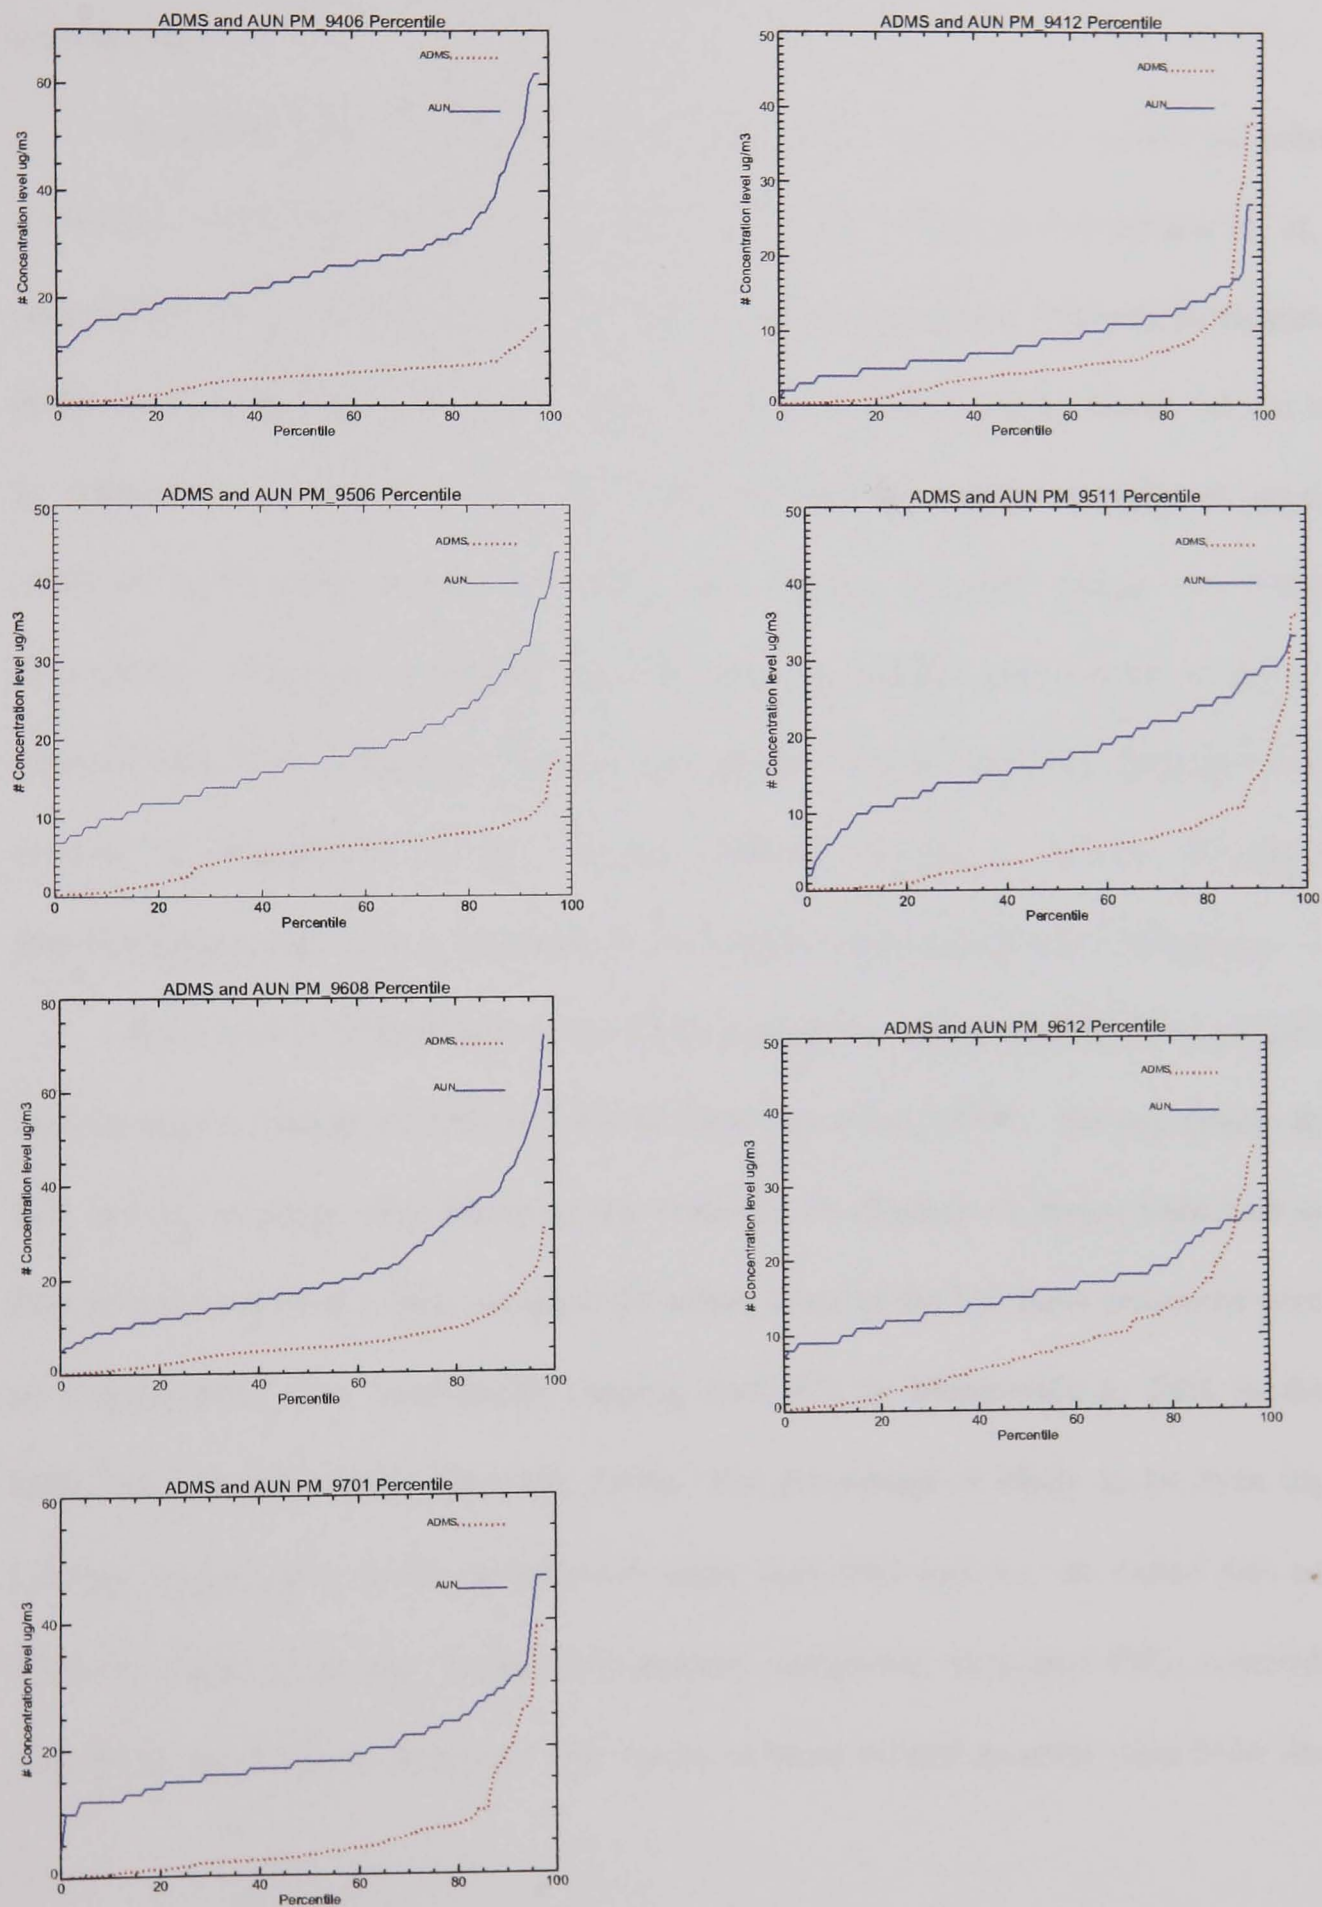 ADMS and AUN PM_9406 Percentile
# Concentration level ug/m3
60
40
20
0
ADMS
AUN
0 20 40 60 80 100
Percentile
ADMS and AUN PM_9412 Percentile
# Concentration level ug/m3
50
40
30
20
10
0
ADMS
AUN
0 20 40 60 80 100
Percentile
ADMS and AUN PM_9506 Percentile
# Concentration level ug/m3
50
40
30
20
10
0
ADMS
AUN
0 20 40 60 80 100
Percentile
ADMS and AUN PM_9511 Percentile
# Concentration level ug/m3
50
40
30
20
10
0
ADMS
AUN
0 20 40 60 80 100
Percentile
ADMS and AUN PM_9608 Percentile
# Concentration level ug/m3
80
60
40
20
0
ADMS
AUN
0 20 40 60 80 100
Percentile
ADMS and AUN PM_9612 Percentile
# Concentration level ug/m3
50
40
30
20
10
0
ADMS
AUN
0 20 40 60 80 100
Percentile
ADMS and AUN PM_9701 Percentile
# Concentration level ug/m3
60
40
20
0
ADMS
AUN
0 20 40 60 80 100
Percentile